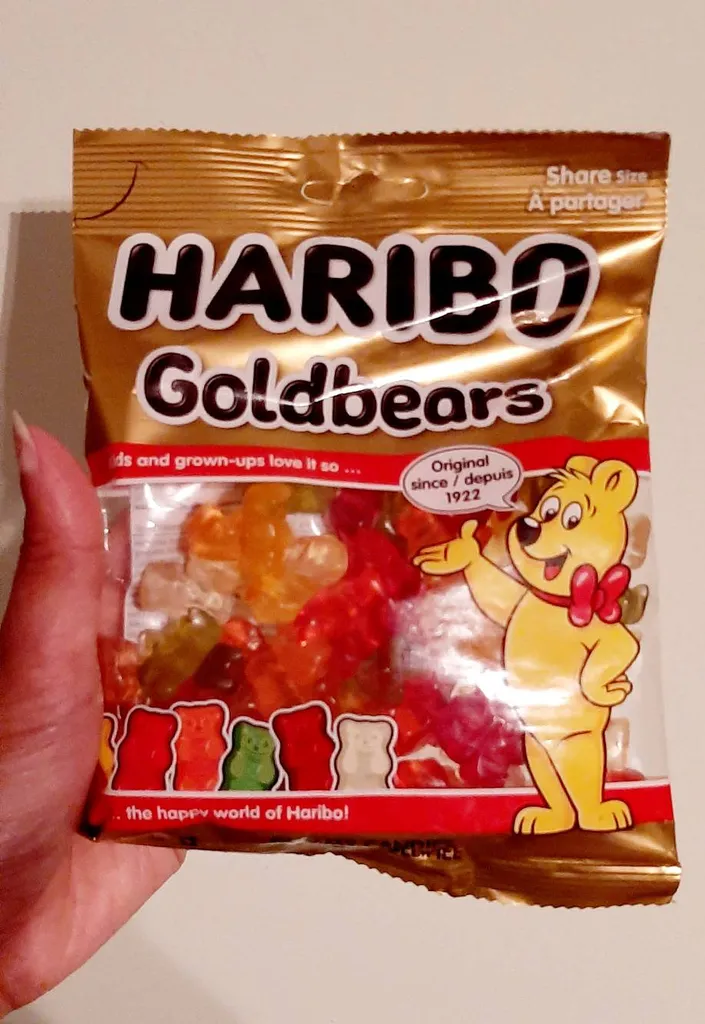 Share Size
À partager
HARIBO
Goldbears
ds and grown-ups love it so ...
Original
since / depuis
1922
.. the happy world of Haribo!